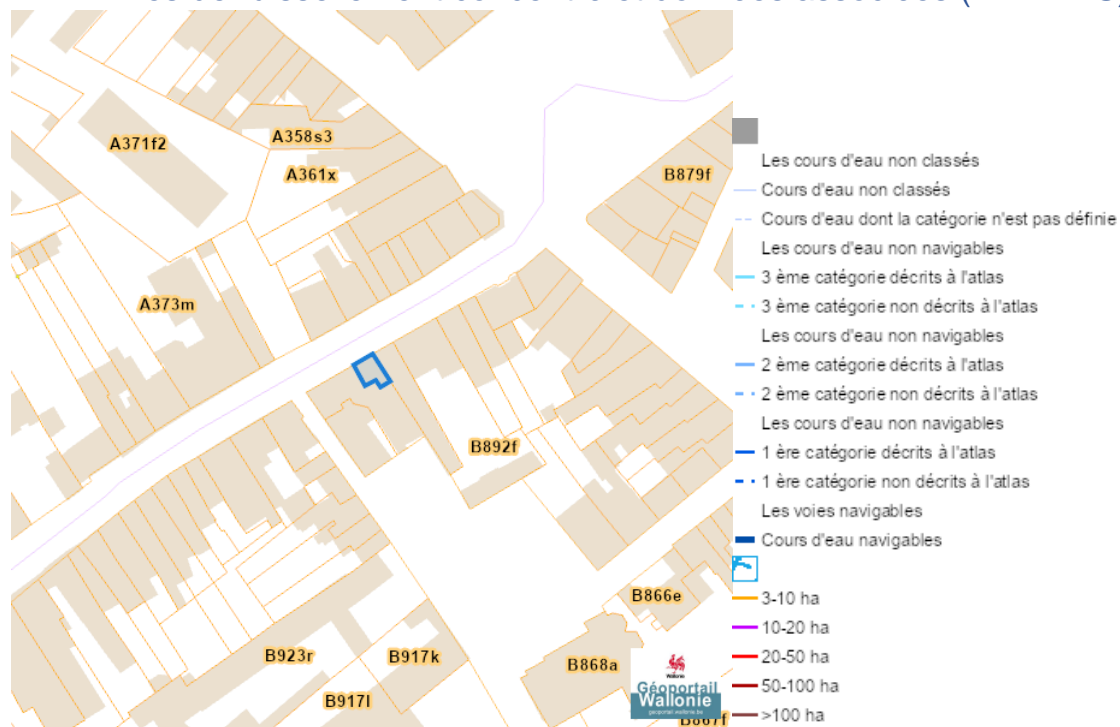 A371f2
A358s3
A361x
B879f
A373m
B892f
B866e
B923r
B917k
B868a
B917l
Wallonie
Géoportail
Wallonie
geoportail.wallonie.be
B867f
Les cours d'eau non classés
Cours d'eau non classés
Cours d'eau dont la catégorie n'est pas définie
Les cours d'eau non navigables
3 ème catégorie décrits à l'atlas
3 ème catégorie non décrits à l'atlas
Les cours d'eau non navigables
2 ème catégorie décrits à l'atlas
2 ème catégorie non décrits à l'atlas
Les cours d'eau non navigables
1 ère catégorie décrits à l'atlas
1 ère catégorie non décrits à l'atlas
Les voies navigables
Cours d'eau navigables
3-10 ha
10-20 ha
20-50 ha
50-100 ha
>100 ha